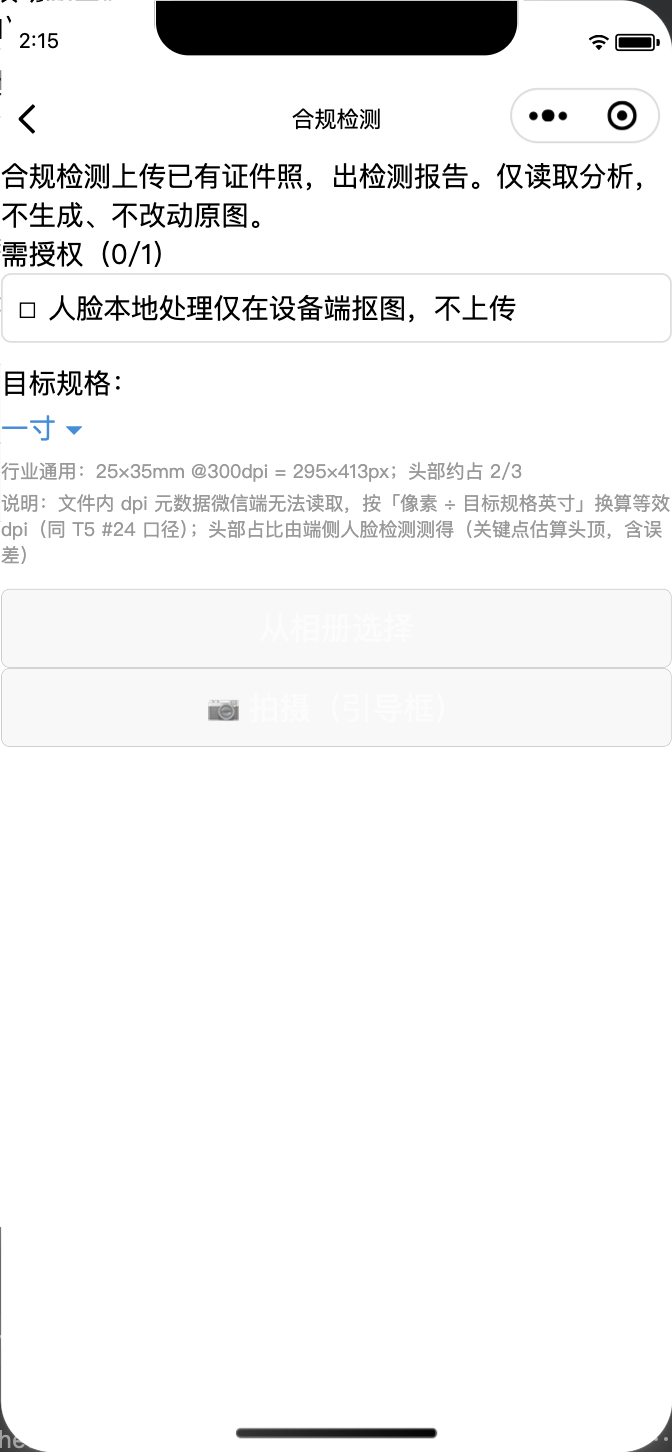 2:15
合规检测
合规检测上传已有证件照，出检测报告。仅读取分析，
不生成、不改动原图。
需授权（0/1）
□ 人脸本地处理仅在设备端抠图，不上传
目标规格：
一寸
行业通用：25×35mm @300dpi = 295×413px；头部约占 2/3
说明：文件内 dpi 元数据微信端无法读取，按「像素 ÷ 目标规格英寸」换算等效
dpi（同 T5 #24 口径）；头部占比由端侧人脸检测测得（关键点估算头顶，含误
差）
从相册选择
📷 拍摄（引导框）